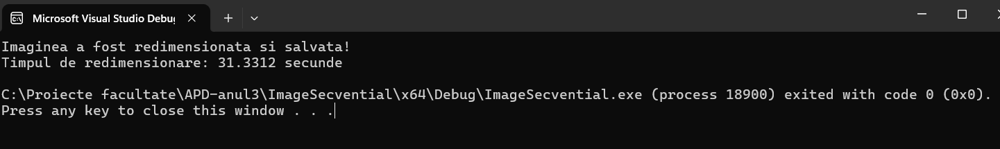 Microsoft Visual Studio Debu
Imaginea a fost redimensionata si salvata!
Timpul de redimensionare: 31.3312 secunde
C:\Proiecte facultate\APD-anul3\ImageSecvential\x64\Debug\ImageSecvential.exe (process 18900) exited with code 0 (0x0).
Press any key to close this window . . .